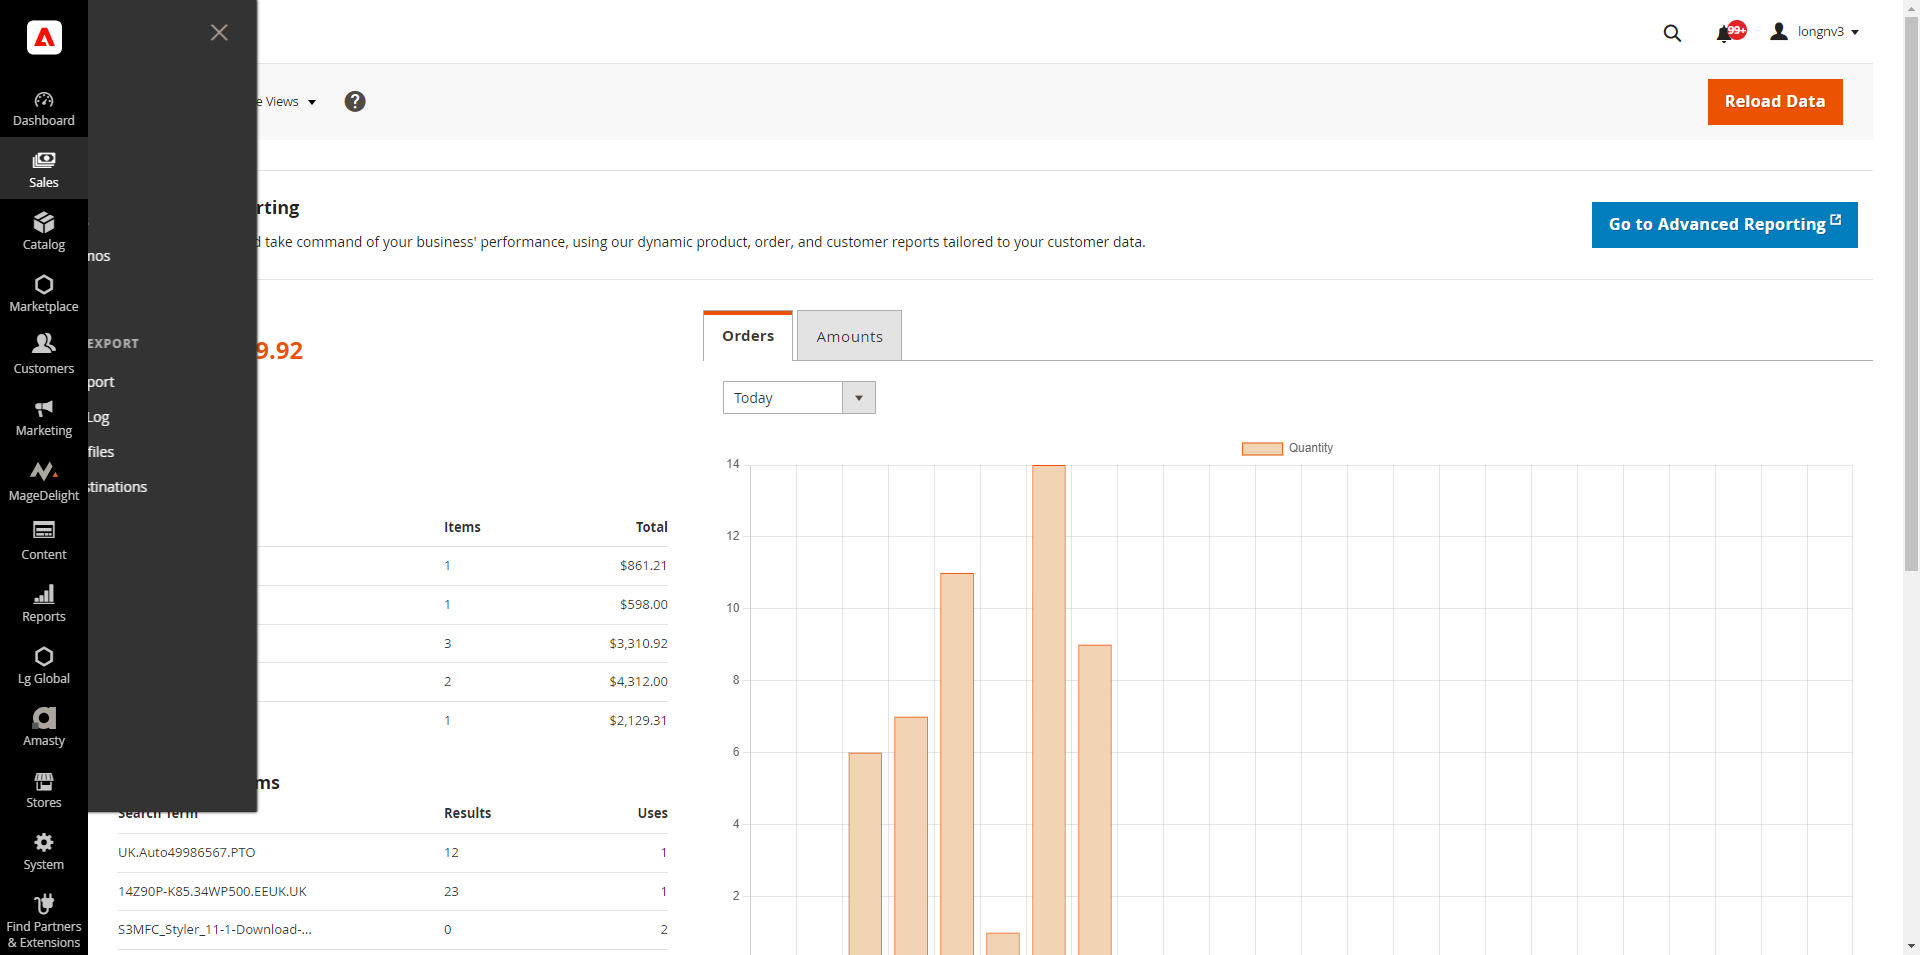 Dashboard
Sales
Catalog
Marketplace
Customers
Marketing
MageDelight
Content
Reports
Lg Global
Amasty
Stores
System
Find Partners
& Extensions
mos
EXPORT
port
Log
files
stinations
99+
longnv3
e Views
?
Reload Data
rting
d take command of your business' performance, using our dynamic product, order, and customer reports tailored to your customer data.
Go to Advanced Reporting
9.92
Orders
Amounts
Today
Quantity
14
12
10
8
6
4
2
Items Total
1 $861.21
1 $598.00
3 $3,310.92
2 $4,312.00
1 $2,129.31
ms
Search Term Results Uses
UK.Auto49986567.PTO 12 1
14Z90P-K85.34WP500.EEUK.UK 23 1
S3MFC_Styler_11-1-Download-... 0 2